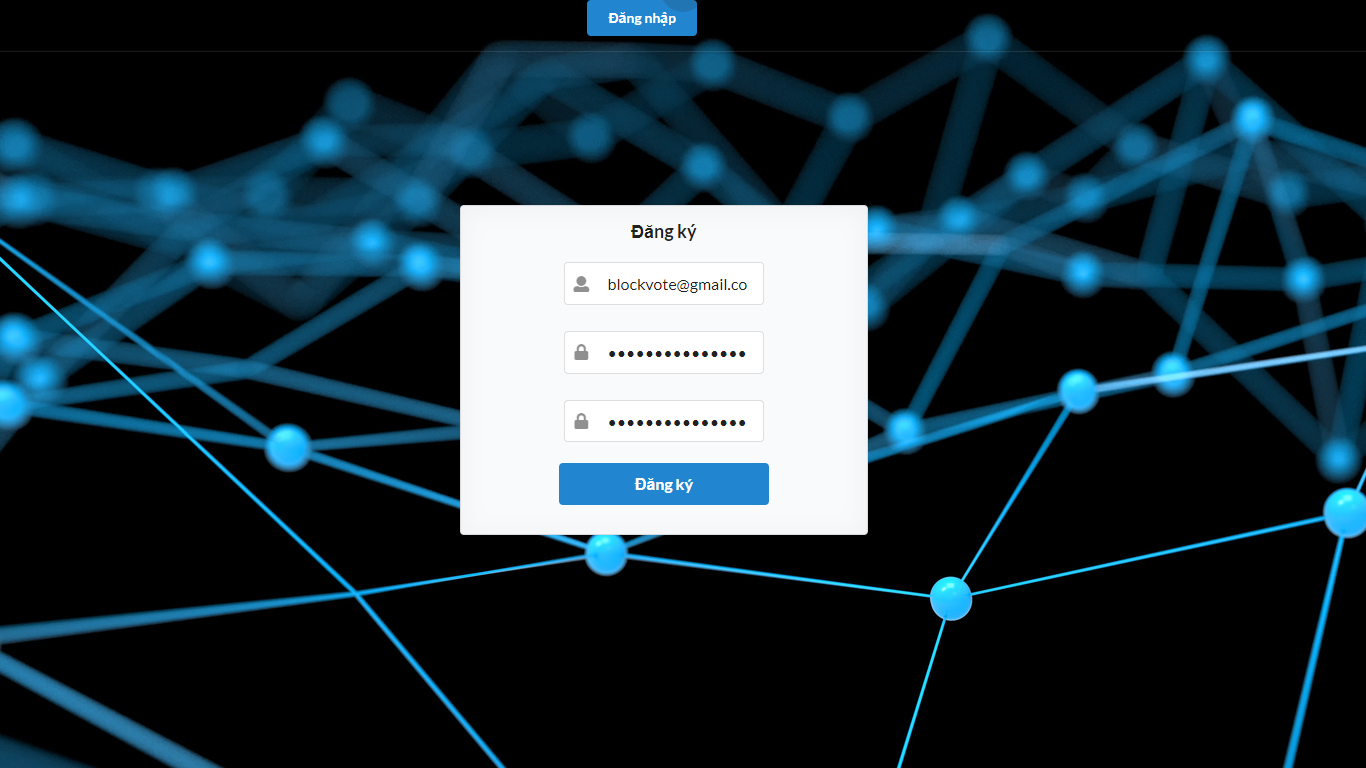 Đăng nhập
Đăng ký
blockvote@gmail.co
•••••••••••••••
•••••••••••••••
Đăng ký